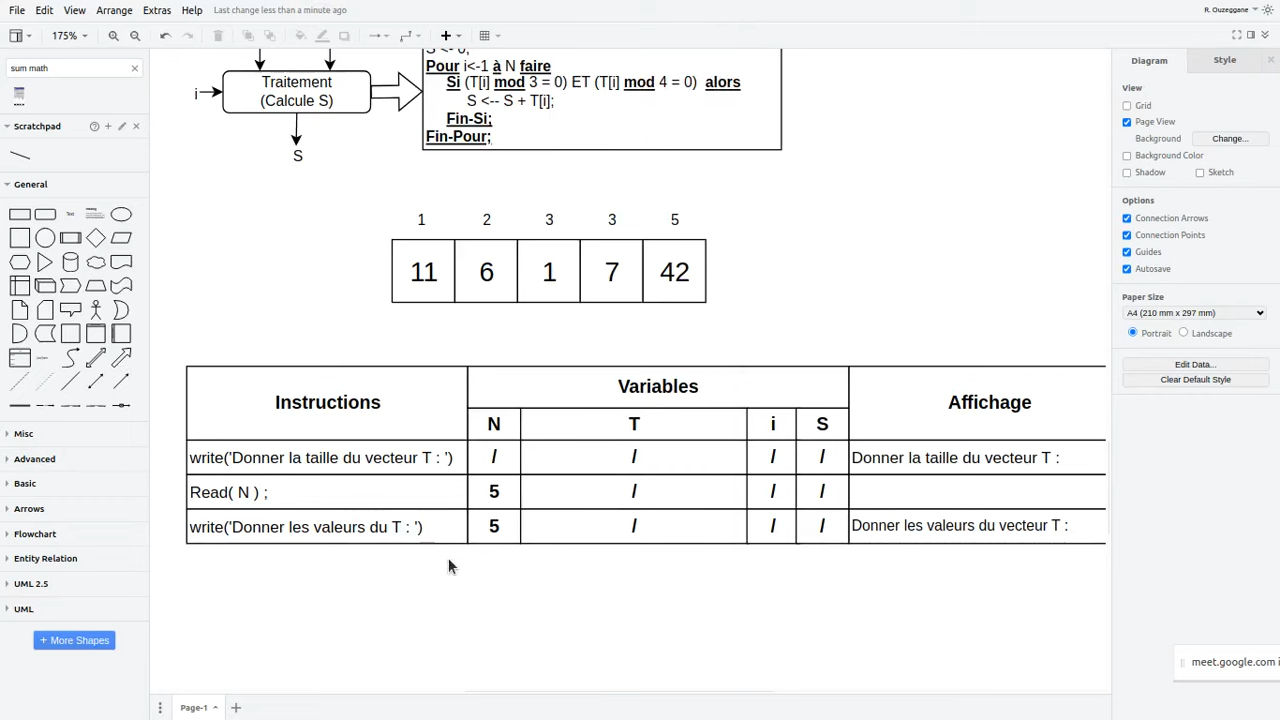 File Edit View Arrange Extras Help Last change less than a minute ago R. Ouzeggane
175%
sum math
Scratchpad
General
Text
Misc
Advanced
Basic
Arrows
Flowchart
Entity Relation
UML 2.5
UML
+ More Shapes
S <- 0;
Pour i<-1 à N faire
Si (T[i] mod 3 = 0) ET (T[i] mod 4 = 0) alors
S <-- S + T[i];
Fin-Si;
Fin-Pour;
i
Traitement
(Calcule S)
S
1 2 3 3 5
11 6 1 7 42
Instructions Variables Affichage
N T i S
write('Donner la taille du vecteur T : ') / / / / Donner la taille du vecteur T :
Read( N ) ; 5 / / /
write('Donner les valeurs du T : ') 5 / / / Donner les valeurs du vecteur T :
Page-1
Diagram Style
View
Grid
Page View
Background Change...
Background Color
Shadow Sketch
Options
Connection Arrows
Connection Points
Guides
Autosave
Paper Size
A4 (210 mm x 297 mm)
Portrait Landscape
Edit Data...
Clear Default Style
meet.google.com i